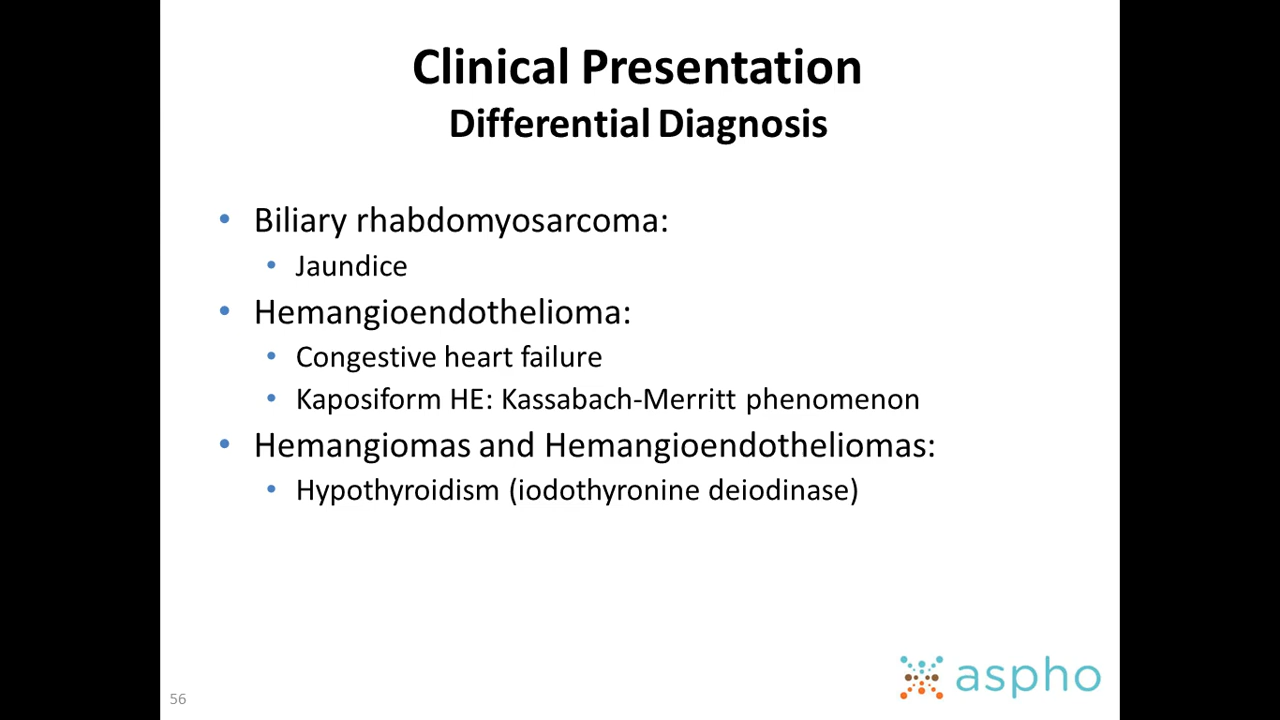 Clinical Presentation
Differential Diagnosis
• Biliary rhabdomyosarcoma:
• Jaundice
• Hemangioendothelioma:
• Congestive heart failure
• Kaposiform HE: Kassabach-Merritt phenomenon
• Hemangiomas and Hemangioendotheliomas:
• Hypothyroidism (iodothyronine deiodinase)
aspho
56